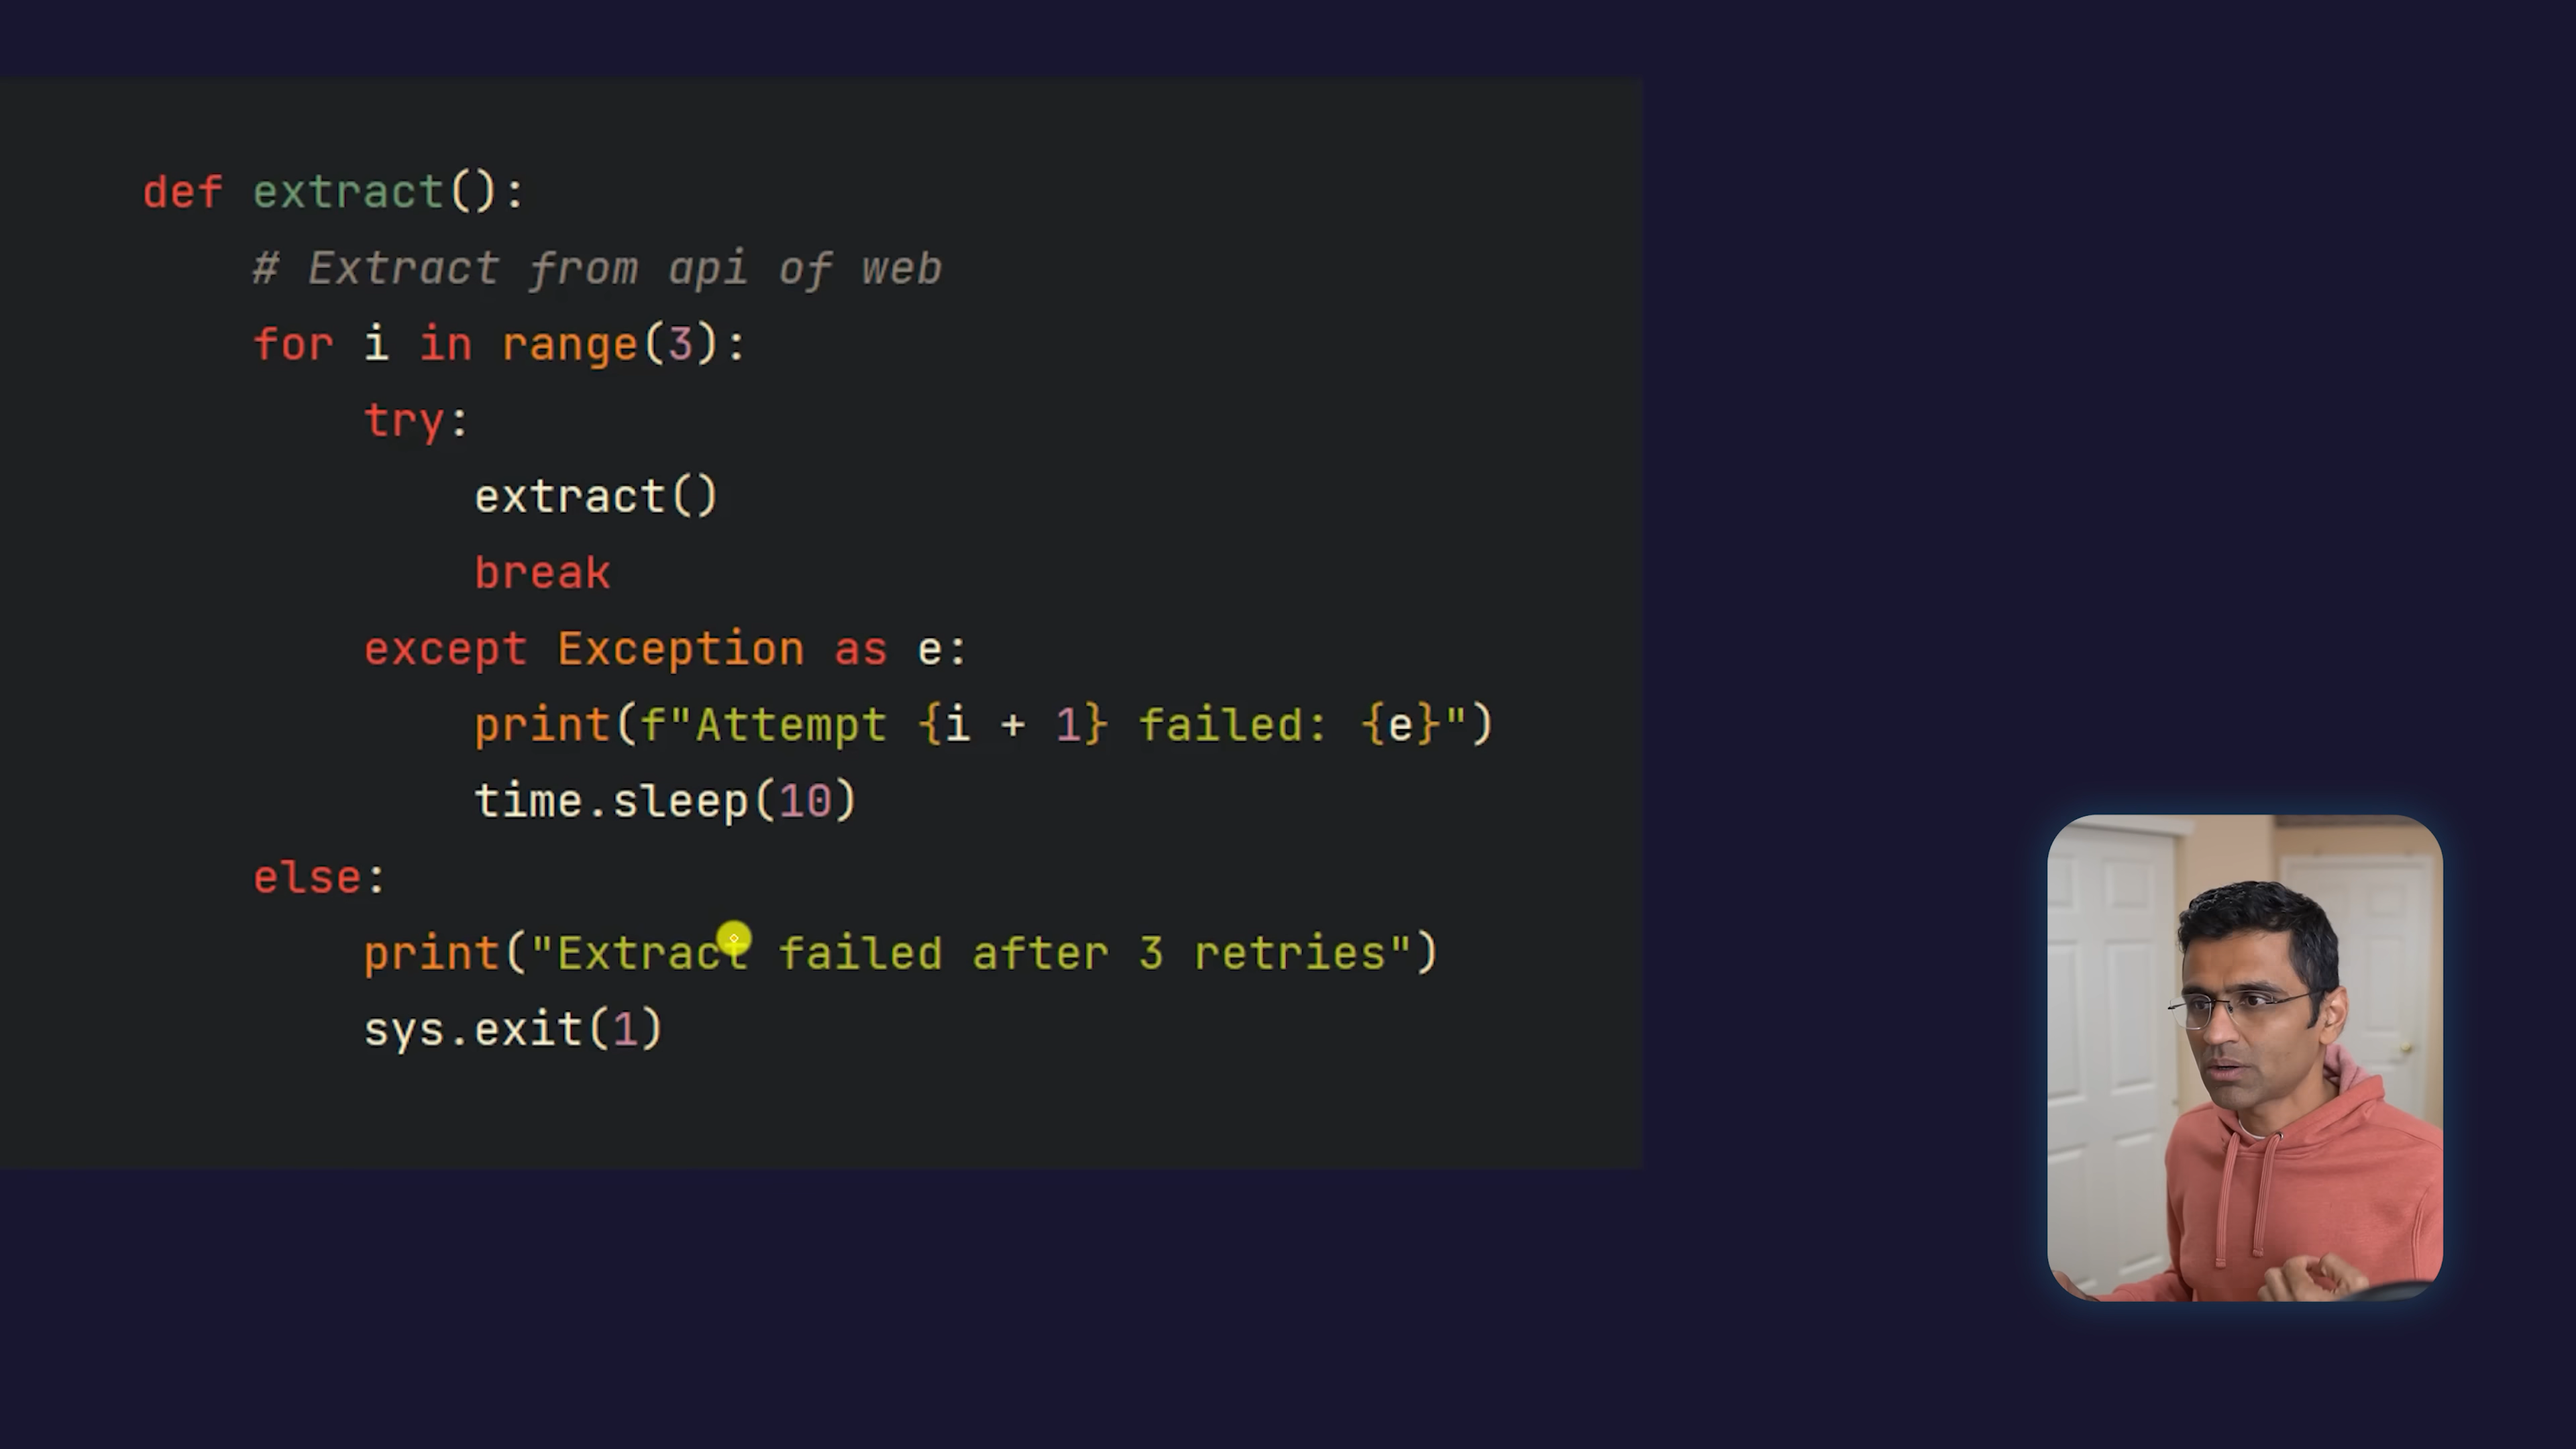 def extract():
# Extract from api of web
for i in range(3):
try:
extract()
break
except Exception as e:
print(f"Attempt {i + 1} failed: {e}")
time.sleep(10)
else:
print("Extract failed after 3 retries")
sys.exit(1)